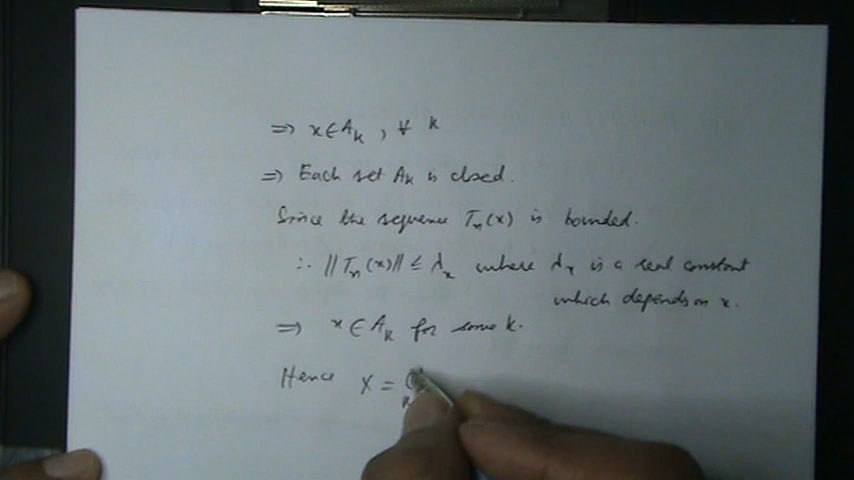 ⇒ x∈A_k, ∀ k
⇒ Each set A_k is closed.
Since the sequence T_n(x) is bounded.
∴ ||T_n(x)|| ≤ λ_x where λ_x is a real constant
which depends on x.
⇒ x∈A_k for some k.
Hence X =